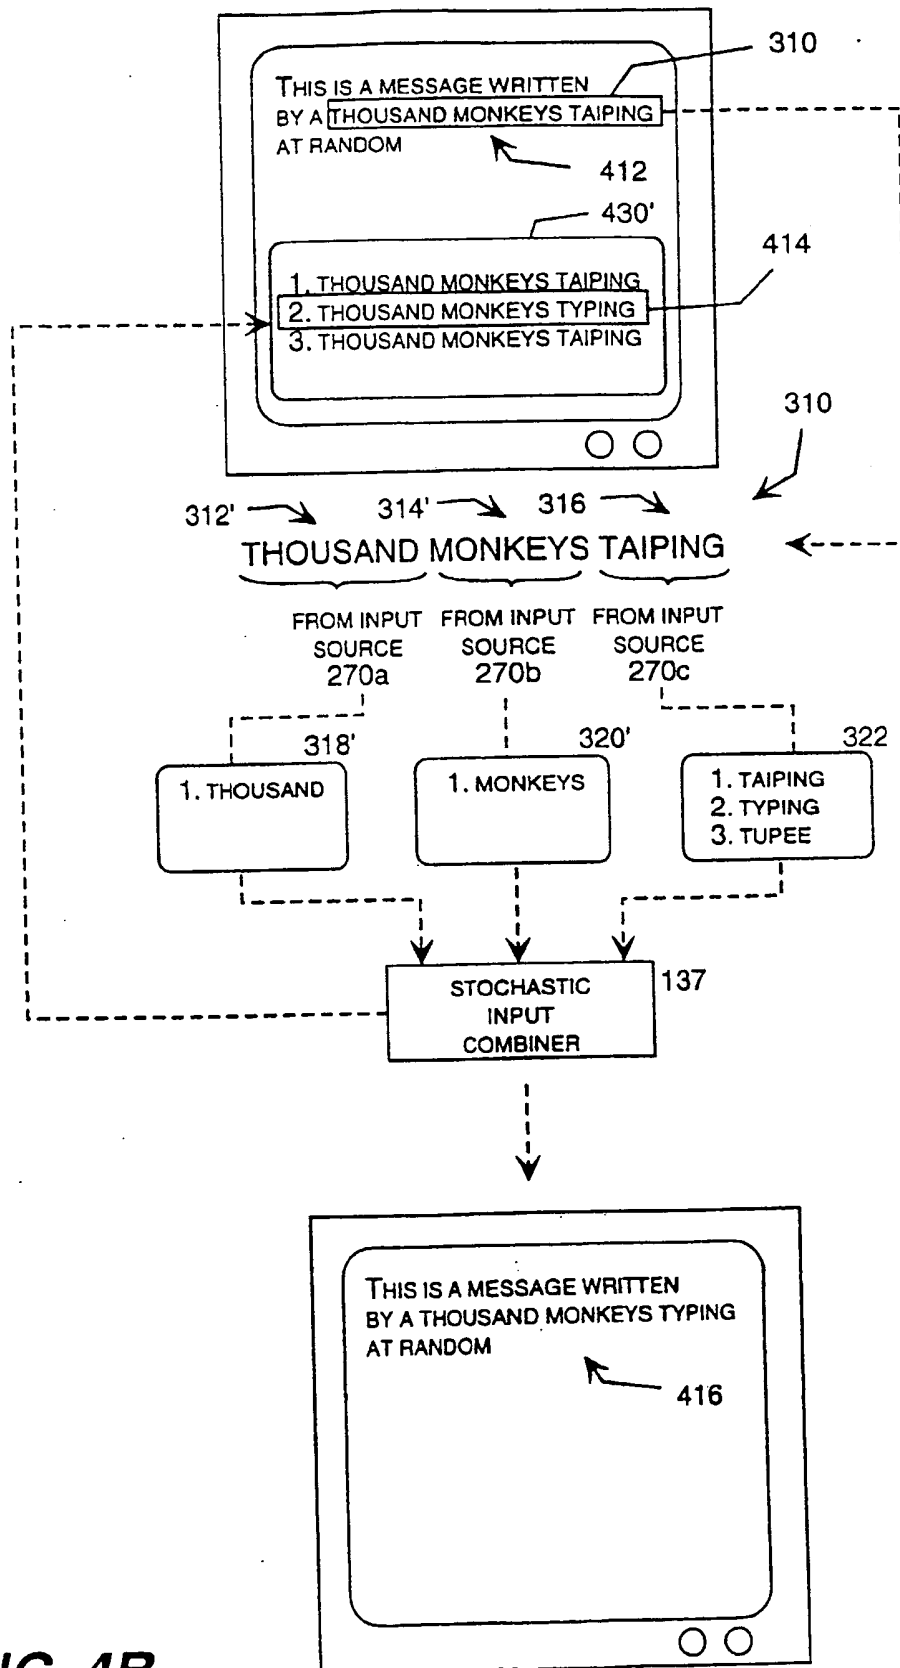 310
THIS IS A MESSAGE WRITTEN
BY A THOUSAND MONKEYS TAIPING
AT RANDOM
412
430'
414
1. THOUSAND MONKEYS TAIPING
2. THOUSAND MONKEYS TYPING
3. THOUSAND MONKEYS TAIPING
310
312' 314' 316
THOUSAND MONKEYS TAIPING
FROM INPUT SOURCE 270a
FROM INPUT SOURCE 270b
FROM INPUT SOURCE 270c
318'
1. THOUSAND
320'
1. MONKEYS
322
1. TAIPING
2. TYPING
3. TUPEE
STOCHASTIC
INPUT
COMBINER
137
THIS IS A MESSAGE WRITTEN
BY A THOUSAND MONKEYS TYPING
AT RANDOM
416